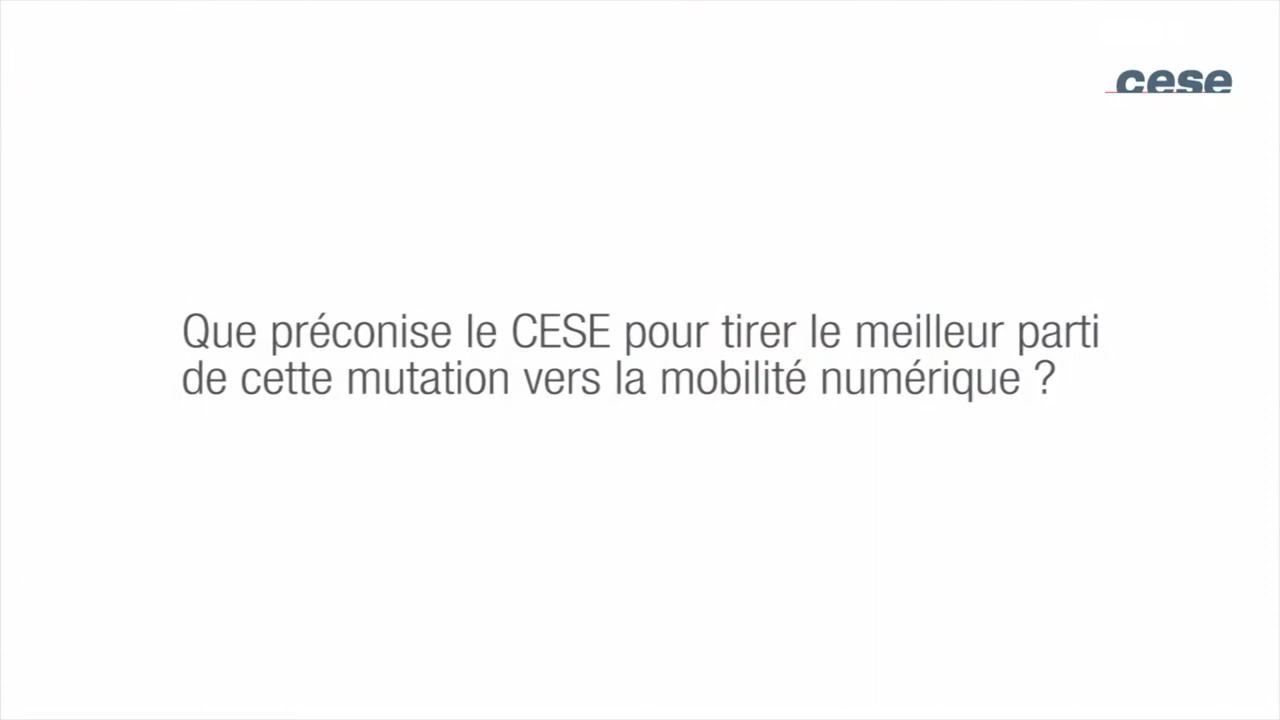 cese
Que préconise le CESE pour tirer le meilleur parti
de cette mutation vers la mobilité numérique ?